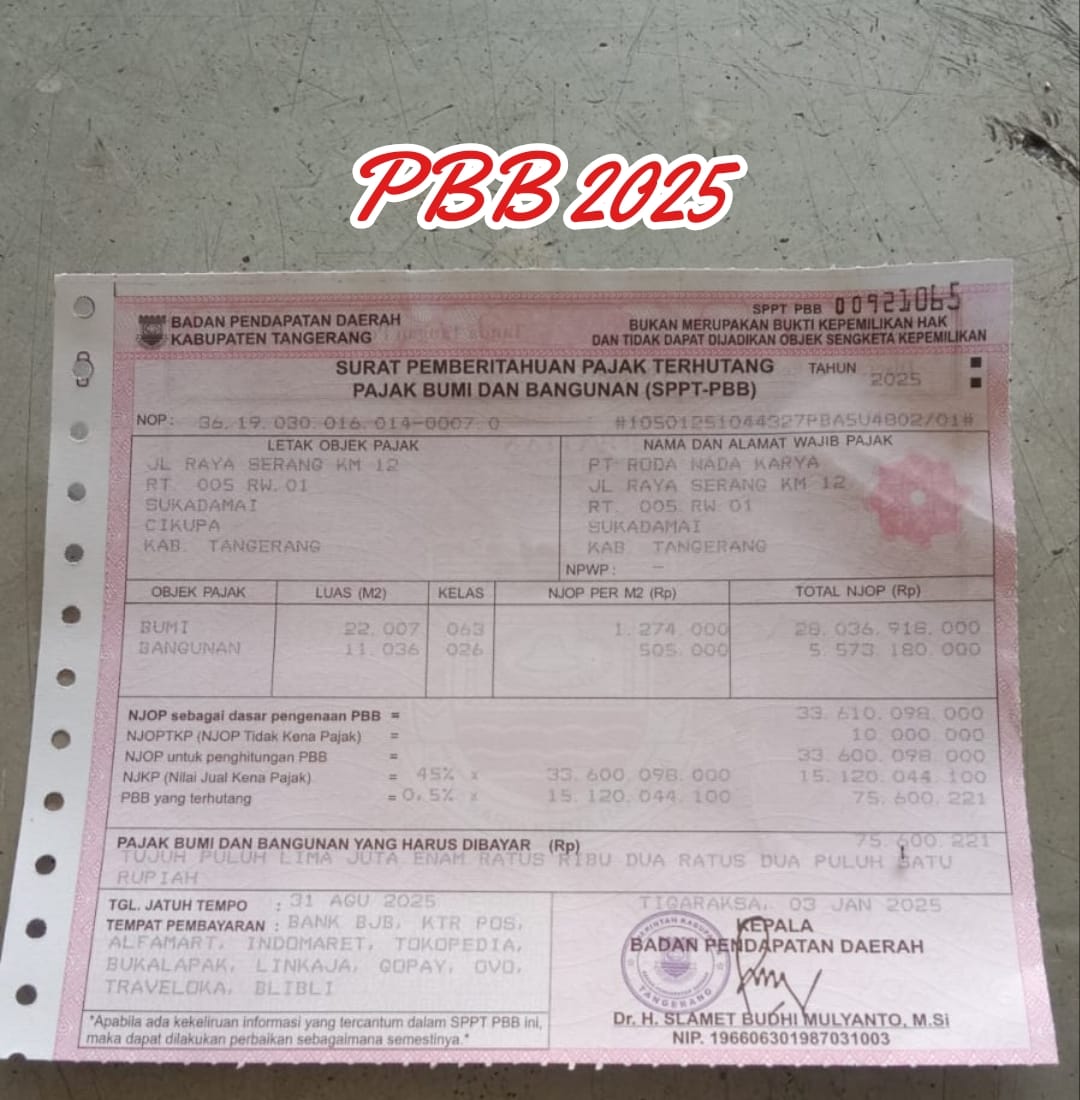 PBB 2025
SPPT PBB 00921065
BADAN PENDAPATAN DAERAH
KABUPATEN TANGERANG
BUKAN MERUPAKAN BUKTI KEPEMILIKAN HAK
DAN TIDAK DAPAT DIJADIKAN OBJEK SENGKETA KEPEMILIKAN
SURAT PEMBERITAHUAN PAJAK TERHUTANG
PAJAK BUMI DAN BANGUNAN (SPPT-PBB)
TAHUN 2025
NOP : 36.19.030.016.014-0007.0 #10501251044327PBASU4802/01#
LETAK OBJEK PAJAK
JL RAYA SERANG KM 12
RT. 005 RW.01
SUKADAMAI
CIKUPA
KAB. TANGERANG
NAMA DAN ALAMAT WAJIB PAJAK
PT RODA NADA KARYA
JL RAYA SERANG KM 12
RT. 005 RW 01
SUKADAMAI
KAB. TANGERANG
NPWP : -
OBJEK PAJAK LUAS (M2) KELAS NJOP PER M2 (Rp) TOTAL NJOP (Rp)
BUMI 22.007 063 1.274.000 28.036.918.000
BANGUNAN 11.036 026 505.000 5.573.180.000
NJOP sebagai dasar pengenaan PBB = 33.610.098.000
NJOPTKP (NJOP Tidak Kena Pajak) = 10.000.000
NJOP untuk penghitungan PBB = 33.600.098.000
NJKP (Nilai Jual Kena Pajak) = 45% x 33.600.098.000 15.120.044.100
PBB yang terhutang = 0,5% x 15.120.044.100 75.600.221
PAJAK BUMI DAN BANGUNAN YANG HARUS DIBAYAR (Rp) 75.600.221
TUJUH PULUH LIMA JUTA ENAM RATUS RIBU DUA RATUS DUA PULUH SATU
RUPIAH
TGL. JATUH TEMPO : 31 AGU 2025
TEMPAT PEMBAYARAN : BANK BJB, KTR POS,
ALFAMART, INDOMARET, TOKOPEDIA,
BUKALAPAK, LINKAJA, GOPAY, OVO,
TRAVELOKA, BLIBLI
*Apabila ada kekeliruan informasi yang tercantum dalam SPPT PBB ini,
maka dapat dilakukan perbaikan sebagaimana semestinya.*
TIGARAKSA, 03 JAN 2025
KEPALA
BADAN PENDAPATAN DAERAH
TANGERANG
Dr. H. SLAMET BUDHI MULYANTO, M.Si
NIP. 196606301987031003